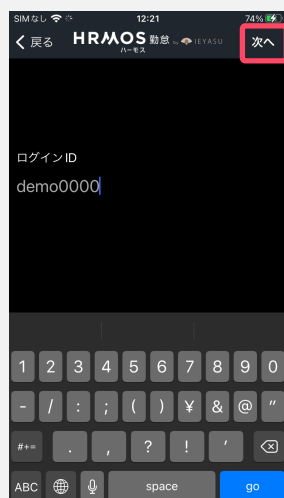 SIMなし 12:21 74%
戻る HRMOS 勤怠 by IEYASU 次へ
ハーモス
ログインID
demo0000
1 2 3 4 5 6 7 8 9 0
- / : ; ( ) ¥ & @ "
#+= . , ? ! '
ABC space go